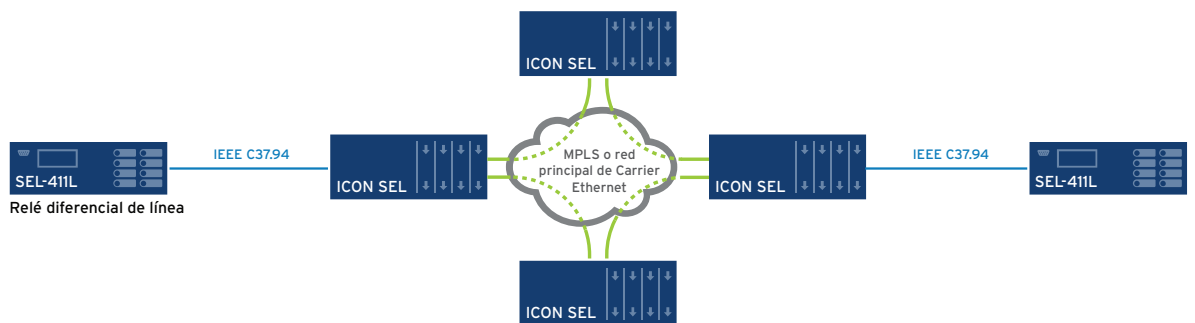 ICON SEL
IEEE C37.94
IEEE C37.94
MPLS o red
principal de Carrier
Ethernet
SEL-411L
ICON SEL
ICON SEL
SEL-411L
Relé diferencial de línea
ICON SEL